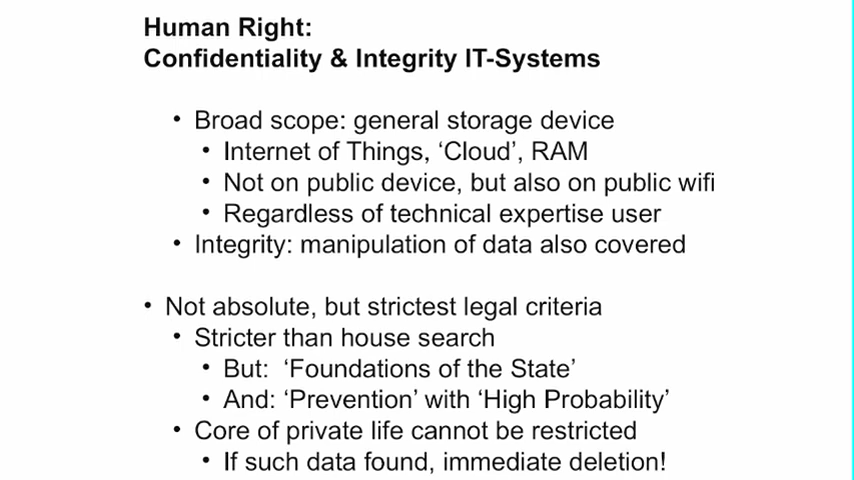 Human Right:
Confidentiality & Integrity IT-Systems
• Broad scope: general storage device
• Internet of Things, ‘Cloud’, RAM
• Not on public device, but also on public wifi
• Regardless of technical expertise user
• Integrity: manipulation of data also covered
• Not absolute, but strictest legal criteria
• Stricter than house search
• But: ‘Foundations of the State’
• And: ‘Prevention’ with ‘High Probability’
• Core of private life cannot be restricted
• If such data found, immediate deletion!